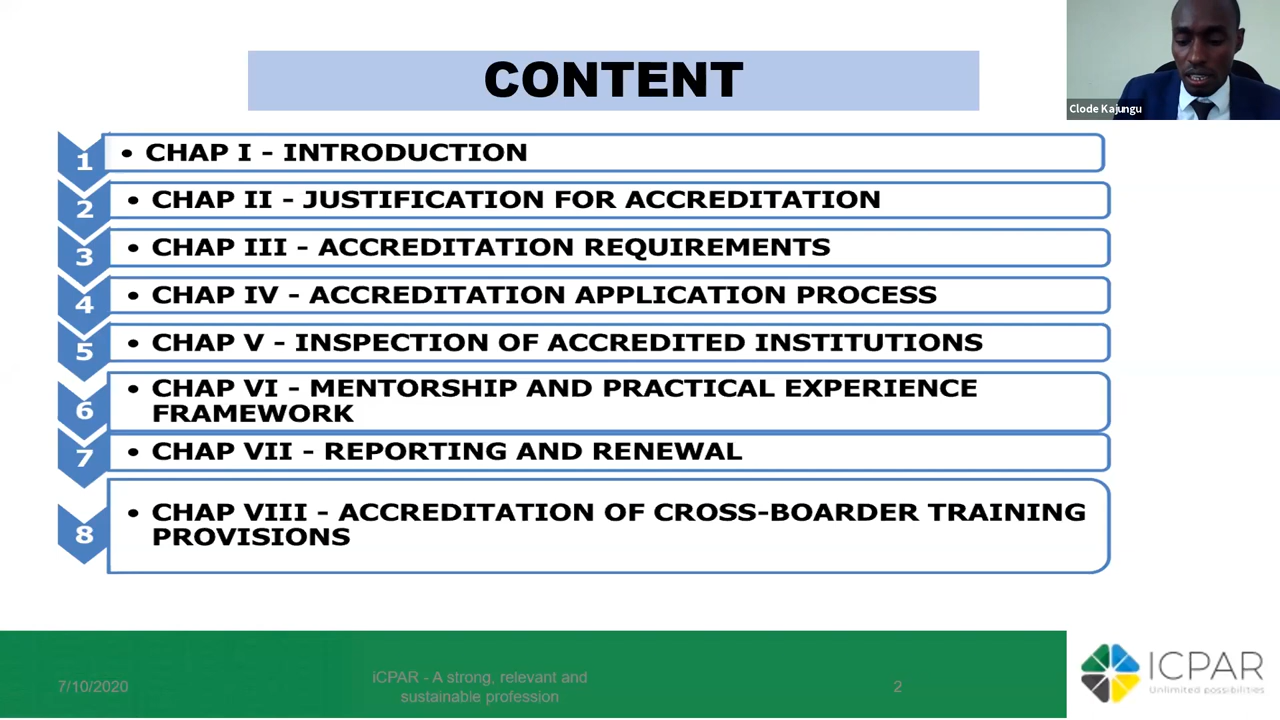 CONTENT
Clode Kajungu
1 • CHAP I - INTRODUCTION
2 • CHAP II - JUSTIFICATION FOR ACCREDITATION
3 • CHAP III - ACCREDITATION REQUIREMENTS
4 • CHAP IV - ACCREDITATION APPLICATION PROCESS
5 • CHAP V - INSPECTION OF ACCREDITED INSTITUTIONS
6 • CHAP VI - MENTORSHIP AND PRACTICAL EXPERIENCE
FRAMEWORK
7 • CHAP VII - REPORTING AND RENEWAL
8 • CHAP VIII - ACCREDITATION OF CROSS-BOARDER TRAINING
PROVISIONS
7/10/2020
iCPAR - A strong, relevant and
sustainable profession
2
ICPAR
Unlimited possibilities